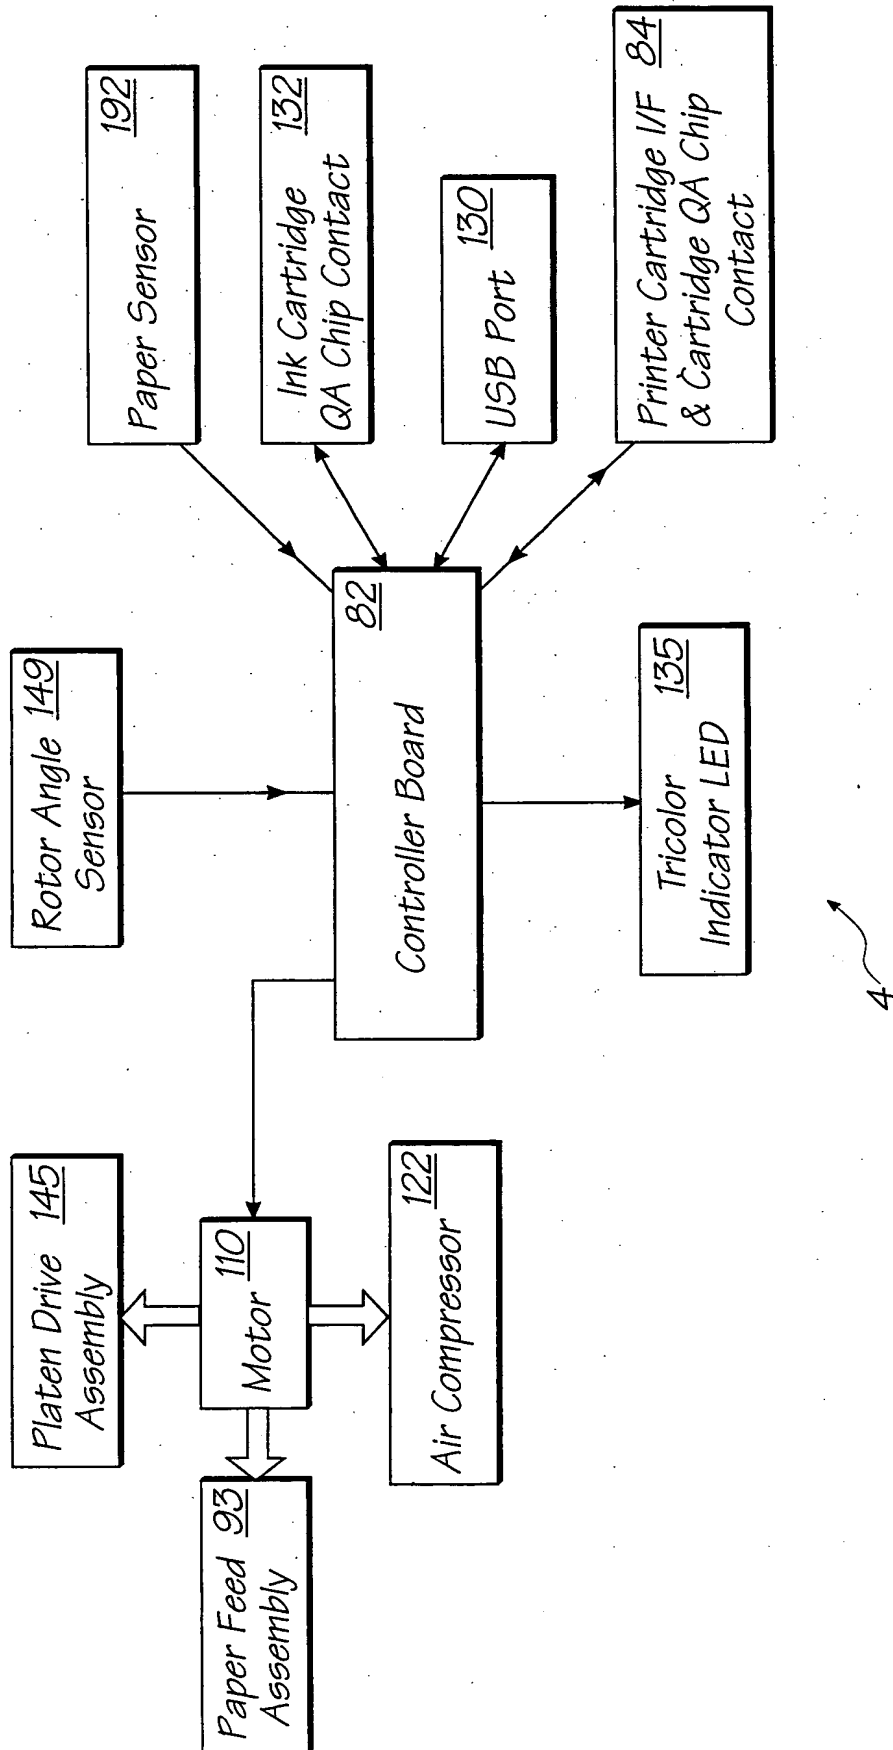 Platen Drive 145
Assembly
Rotor Angle 149
Sensor
Paper Sensor 192
Paper Feed 93
Assembly
110
Motor
Ink Cartridge 132
QA Chip Contact
82
Controller Board
122
Air Compressor
USB Port 130
Tricolor 135
Indicator LED
Printer Cartridge I/F 84
& Cartridge QA Chip
Contact
4